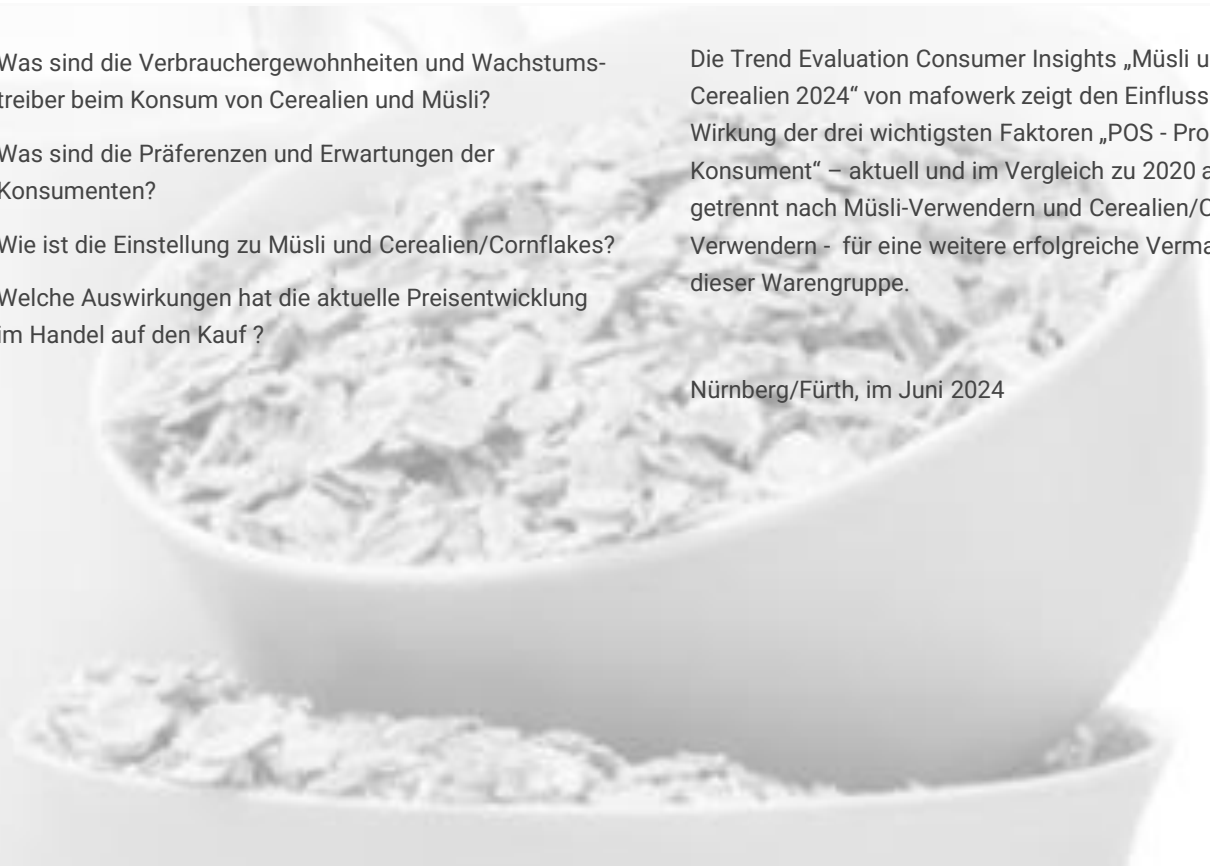 Was sind die Verbrauchergewohnheiten und Wachstums-
treiber beim Konsum von Cerealien und Müsli?
Was sind die Präferenzen und Erwartungen der
Konsumenten?
Wie ist die Einstellung zu Müsli und Cerealien/Cornflakes?
Welche Auswirkungen hat die aktuelle Preisentwicklung
im Handel auf den Kauf ?
Die Trend Evaluation Consumer Insights „Müsli
Cerealien 2024“ von mafowerk zeigt den Einfluss
Wirkung der drei wichtigsten Faktoren „POS -
Konsument“ – aktuell und im Vergleich zu 2020
getrennt nach Müsli-Verwendern und
Verwendern - für eine weitere erfolgreiche
dieser Warengruppe.
Nürnberg/Fürth, im Juni 2024